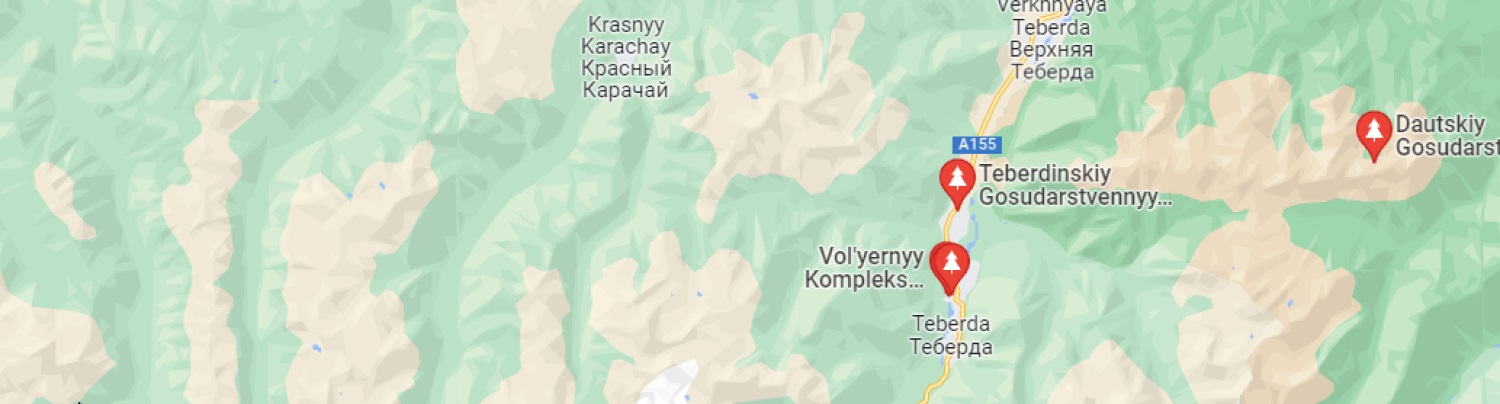 Verkhnyaya
Teberda
Верхняя
Теберда
Krasnyy
Karachay
Красный
Карачай
A155
Dautskiy
Gosudarst
Teberdinskiy
Gosudarstvennyy...
Vol'yernyy
Kompleks...
Teberda
Теберда